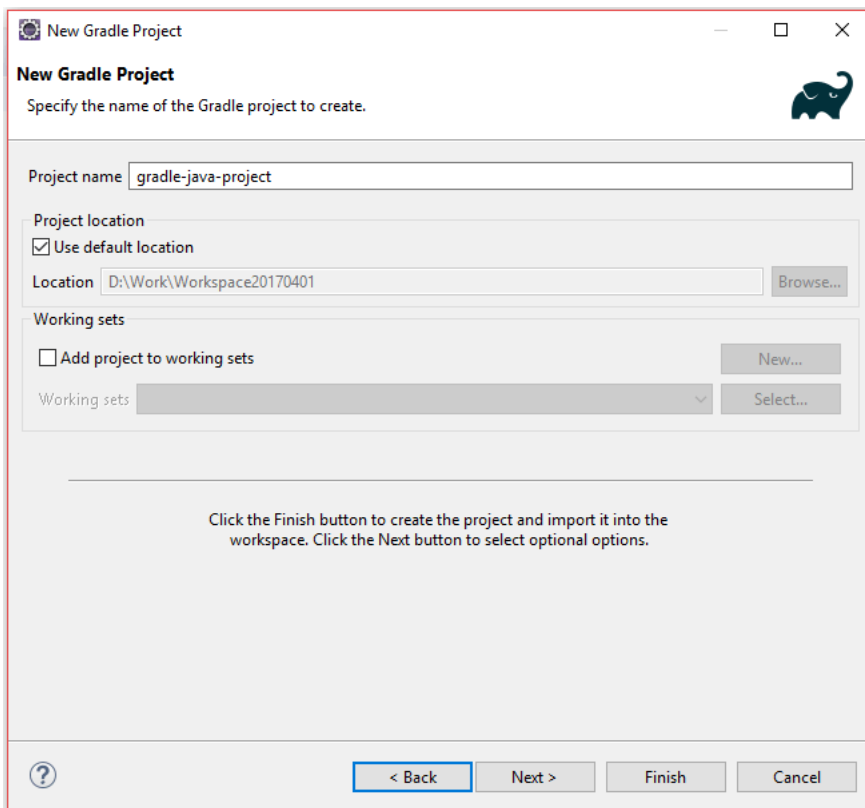 New Gradle Project
New Gradle Project
Specify the name of the Gradle project to create.
Project name gradle-java-project
Project location
Use default location
Location D:\Work\Workspace20170401 Browse...
Working sets
Add project to working sets New...
Working sets Select...
Click the Finish button to create the project and import it into the
workspace. Click the Next button to select optional options.
? < Back Next > Finish Cancel